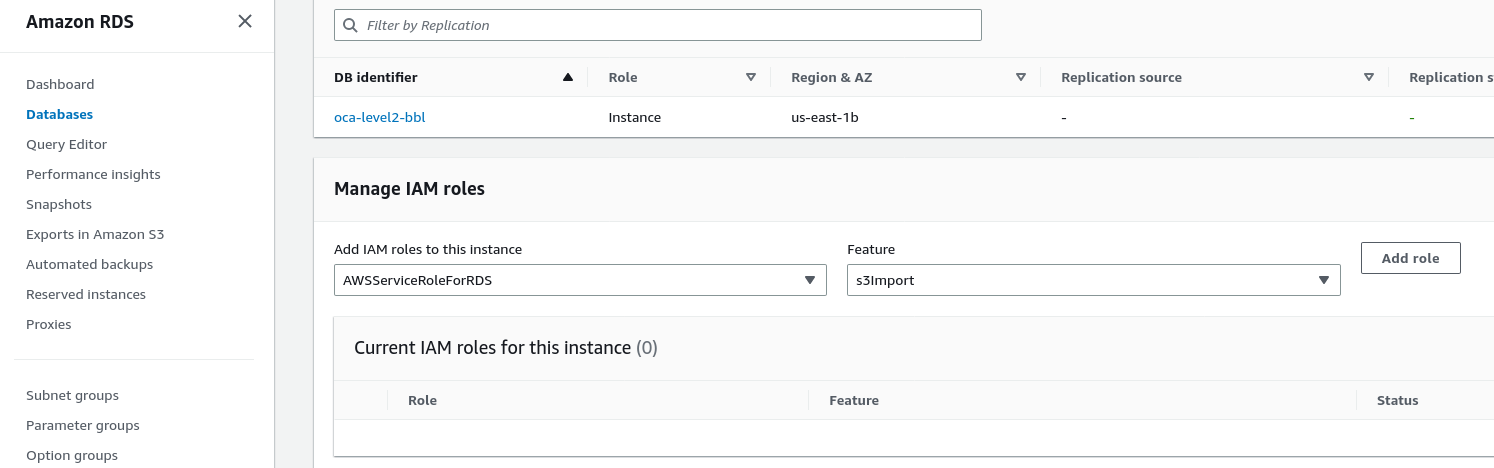 Amazon RDS
Dashboard
Databases
Query Editor
Performance insights
Snapshots
Exports in Amazon S3
Automated backups
Reserved instances
Proxies
Subnet groups
Parameter groups
Option groups
Filter by Replication
DB identifier Role Region & AZ Replication source Replication s
oca-level2-bbl Instance us-east-1b - -
Manage IAM roles
Add IAM roles to this instance Feature
AWSServiceRoleForRDS s3Import Add role
Current IAM roles for this instance (0)
Role Feature Status